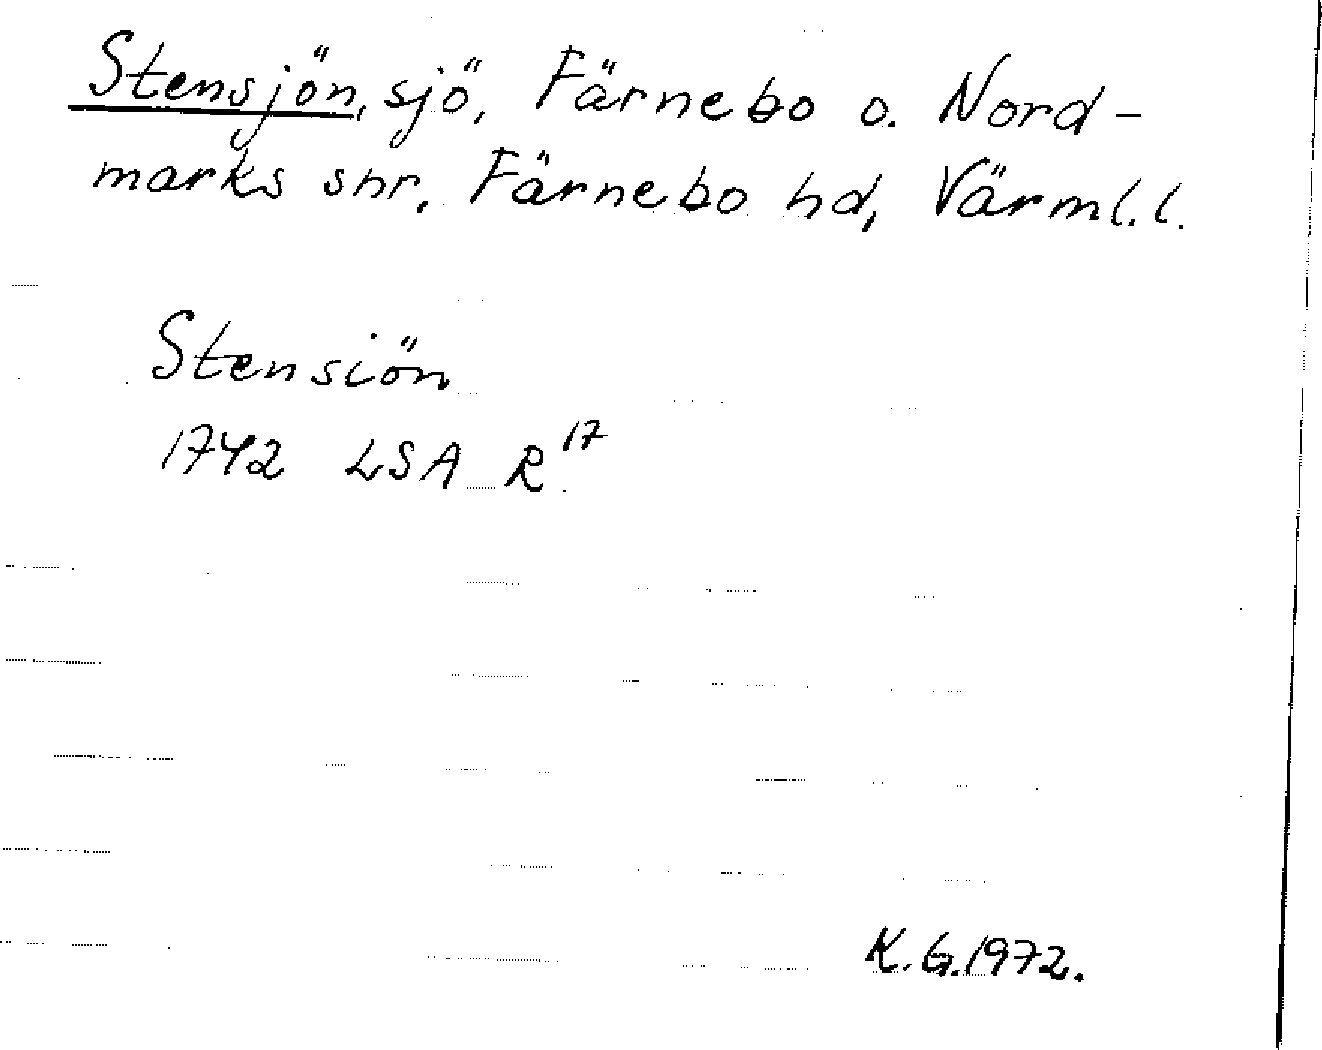 Stensjön, sjö, Färnebo o. Nord-
marks snr, Färnebo hd, Värml. l.
Stensiön
1742 LSA R¹⁷
K.G.1972.